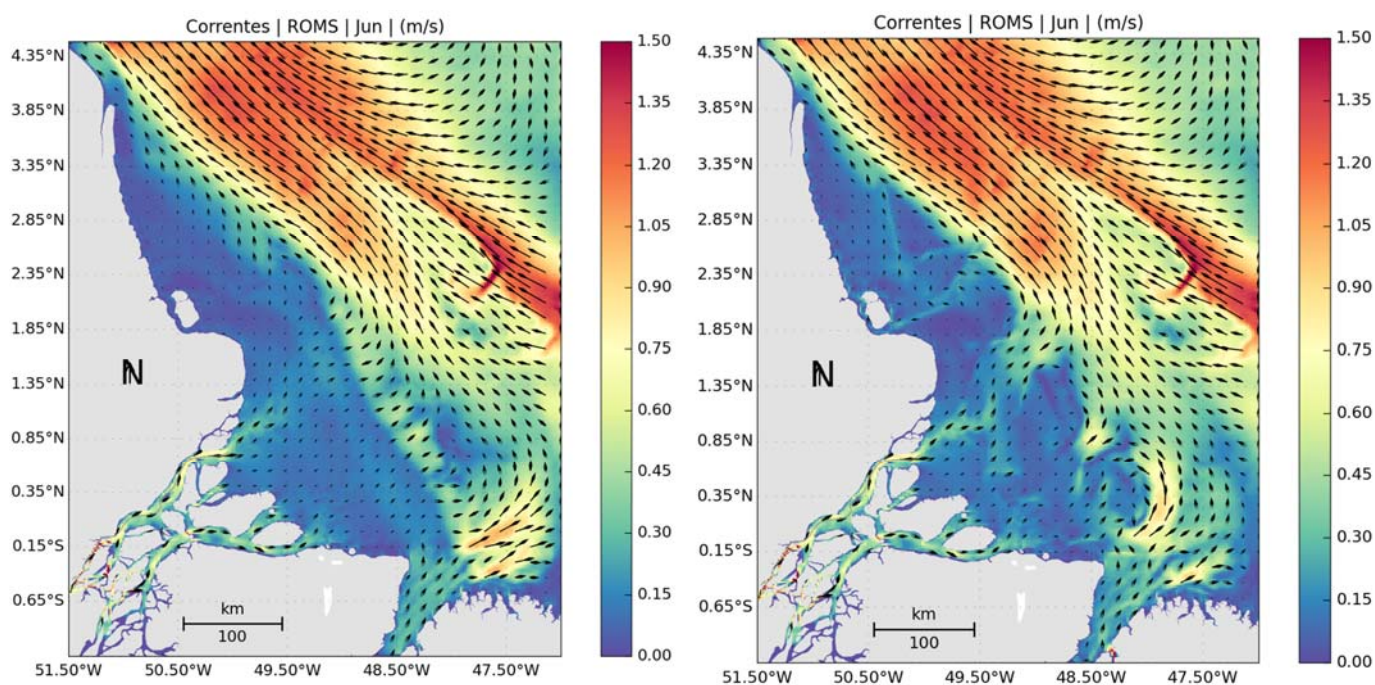 Correntes | ROMS | Jun | (m/s)
4.35°N
3.85°N
3.35°N
2.85°N
2.35°N
1.85°N
1.35°N
0.85°N
0.35°N
0.15°S
0.65°S
N
km
100
51.50°W 50.50°W 49.50°W 48.50°W 47.50°W
1.50
1.35
1.20
1.05
0.90
0.75
0.60
0.45
0.30
0.15
0.00
Correntes | ROMS | Jun | (m/s)
4.35°N
3.85°N
3.35°N
2.85°N
2.35°N
1.85°N
1.35°N
0.85°N
0.35°N
0.15°S
0.65°S
N
km
100
51.50°W 50.50°W 49.50°W 48.50°W 47.50°W
1.50
1.35
1.20
1.05
0.90
0.75
0.60
0.45
0.30
0.15
0.00